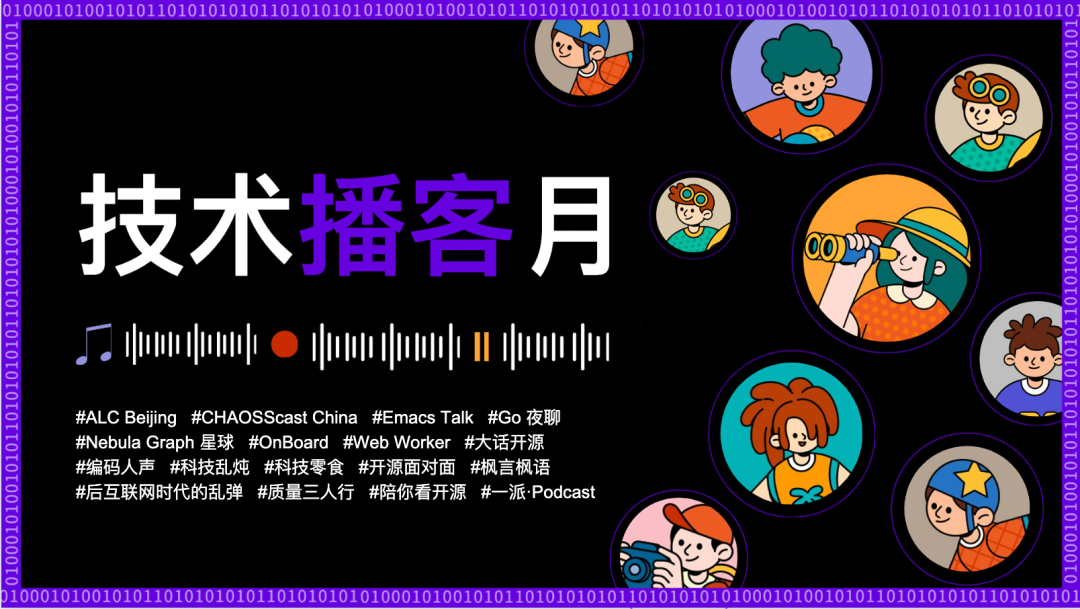 技术播客月
#ALC Beijing #CHAOSScast China #Emacs Talk #Go 夜聊
#Nebula Graph 星球 #OnBoard #Web Worker #大话开源
#编码人声 #科技乱炖 #科技零食 #开源面对面 #枫言枫语
#后互联网时代的乱弹 #质量三人行 #陪你看开源 #一派·Podcast